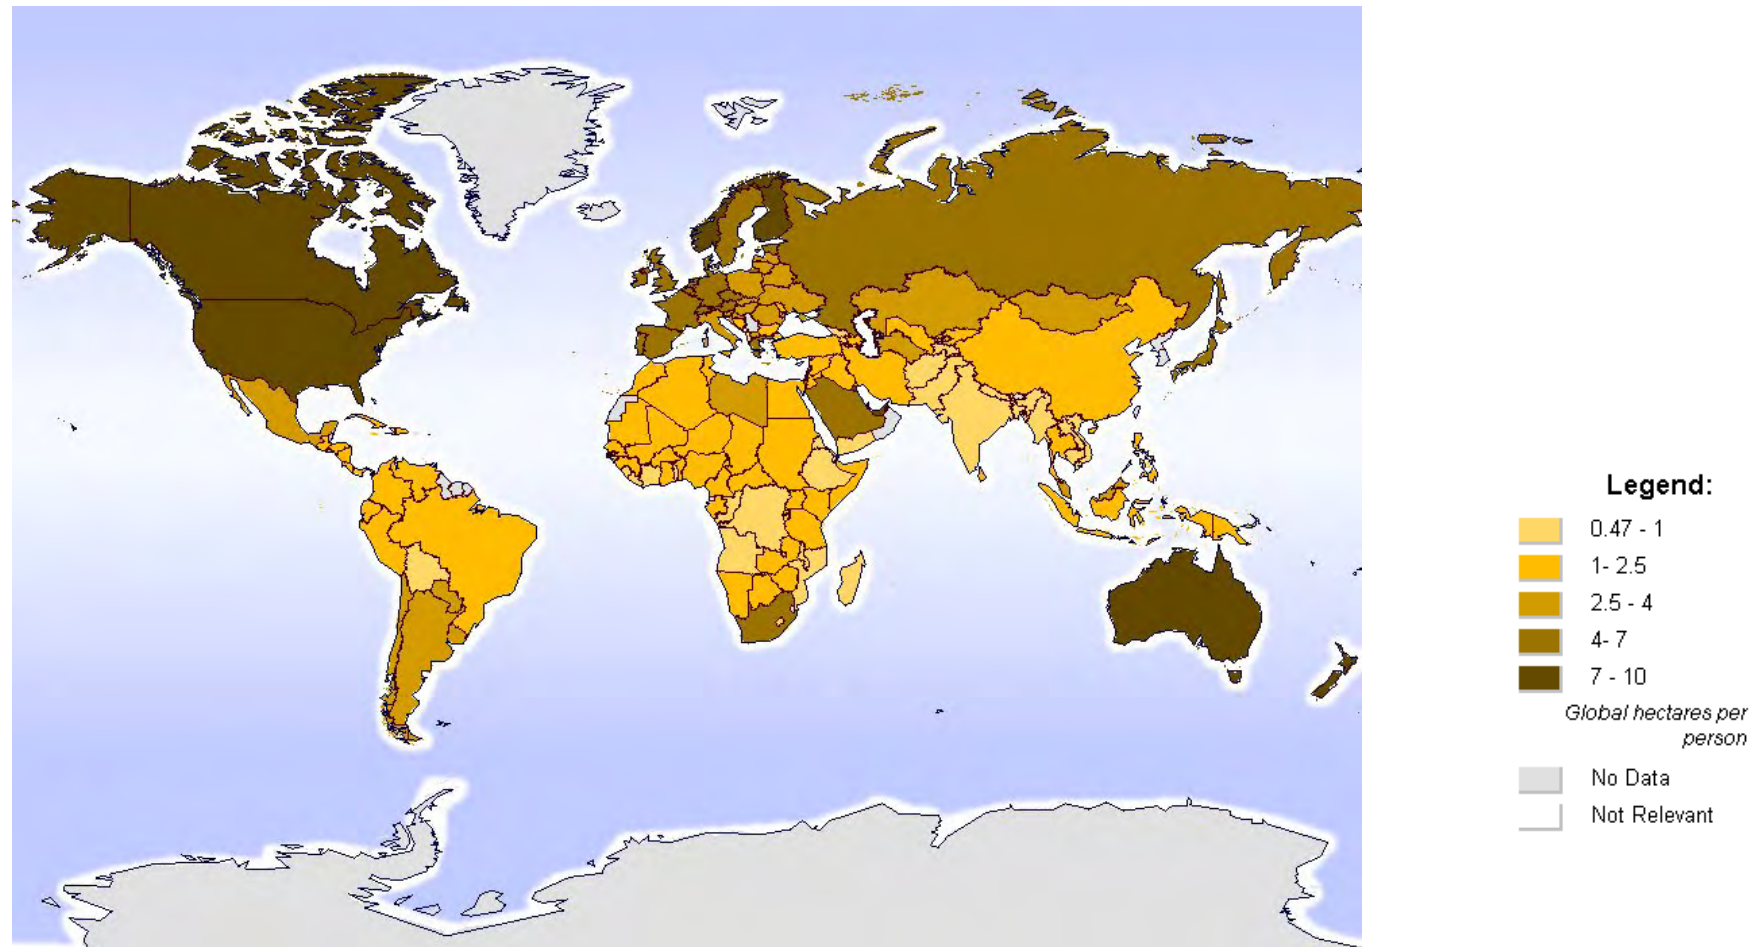 Legend:
0.47 - 1
1- 2.5
2.5 - 4
4- 7
7 - 10
Global hectares per
person
No Data
Not Relevant